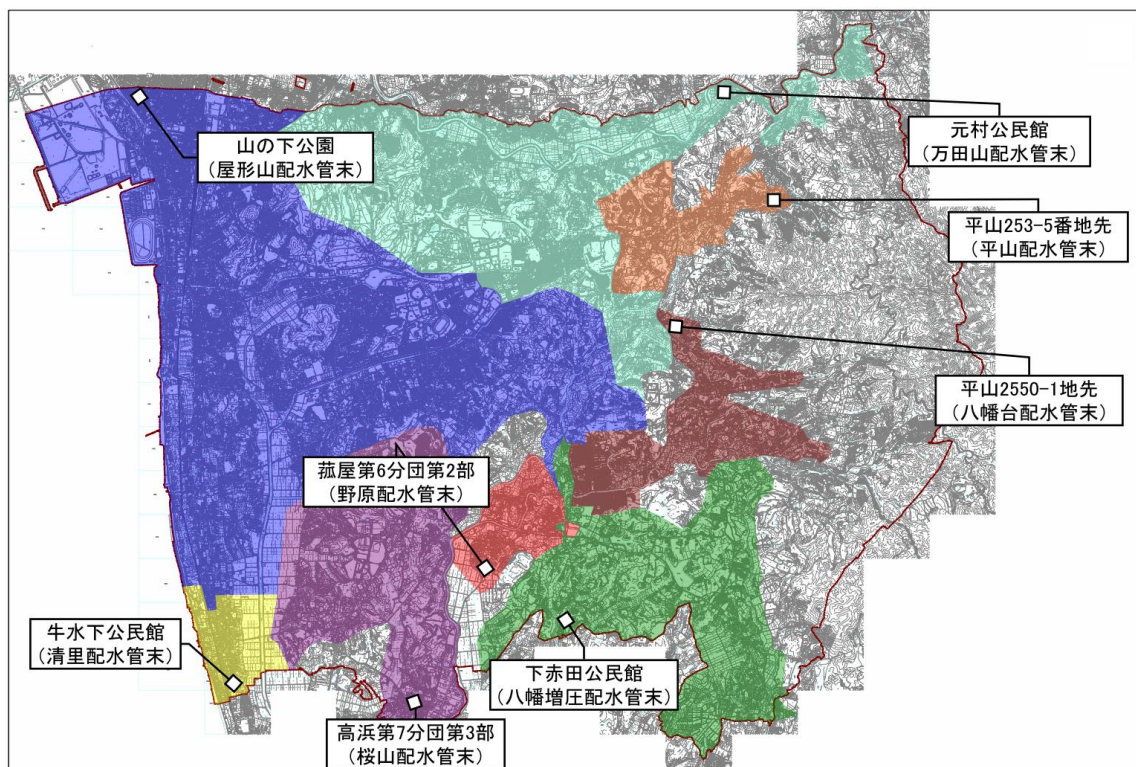 山の下公園
（屋形山配水管末）
元村公民館
（万田山配水管末）
平山253-5番地先
（平山配水管末）
平山2550-1地先
（八幡台配水管末）
菰屋第6分団第2部
（野原配水管末）
牛水下公民館
（清里配水管末）
下赤田公民館
（八幡増圧配水管末）
高浜第7分団第3部
（桜山配水管末）